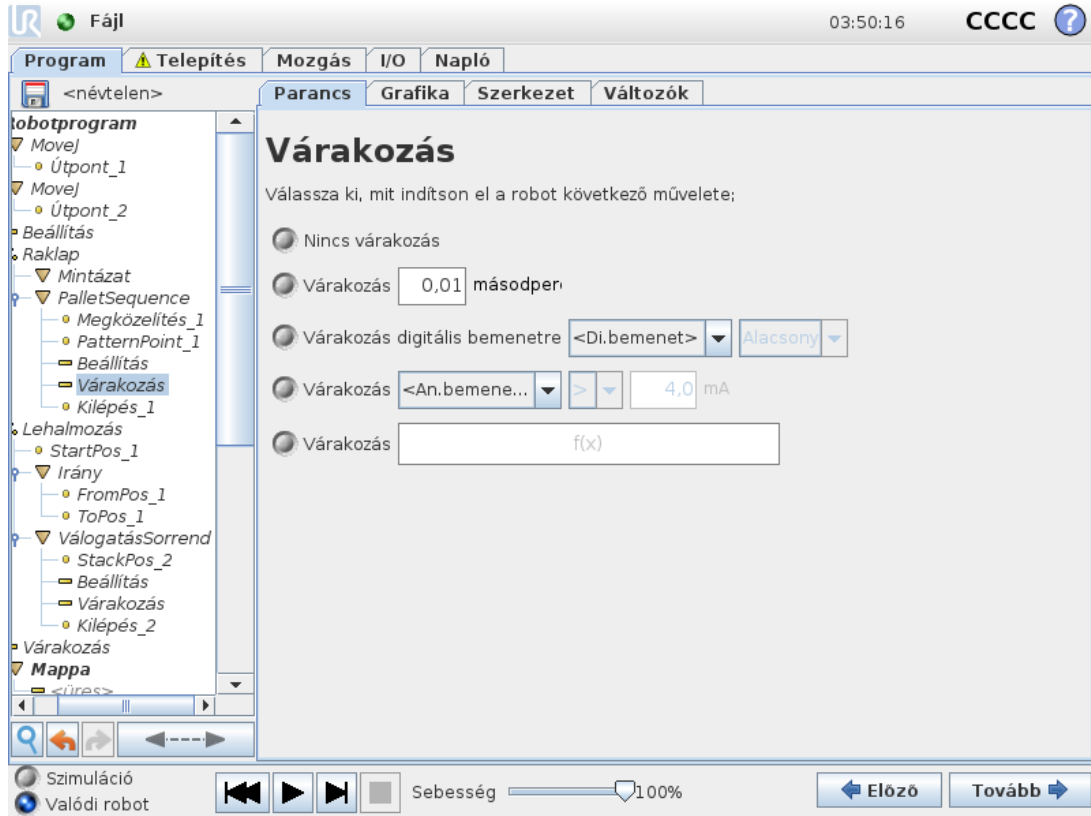 UR Fájl 03:50:16 CCCC ?
Program Telepítés Mozgás I/O Napló
<névtelen>
Parancs Grafika Szerkezet Változók
obotprogram
MoveJ
Útpont_1
MoveJ
Útpont_2
Beállítás
Raklap
Mintázat
PalletSequence
Megközelítés_1
PatternPoint_1
Beállítás
Várakozás
Kilépés_1
Lehalmozás
StartPos_1
Irány
FromPos_1
ToPos_1
VálogatásSorrend
StackPos_2
Beállítás
Várakozás
Kilépés_2
Várakozás
Mappa
<üres>
Várakozás
Válassza ki, mit indítson el a robot következő művelete;
Nincs várakozás
Várakozás 0,01 másodper
Várakozás digitális bemenetre <Di.bemenet> Alacsony
Várakozás <An.bemene... > 4,0 mA
Várakozás f(x)
Szimuláció
Valódi robot
Sebesség 100%
Előző Tovább